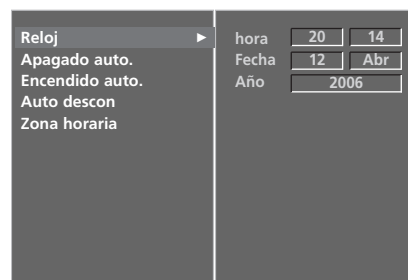 Reloj
Apagado auto.
Encendido auto.
Auto descon
Zona horaria
hora 20 14
Fecha 12 Abr
Año 2006